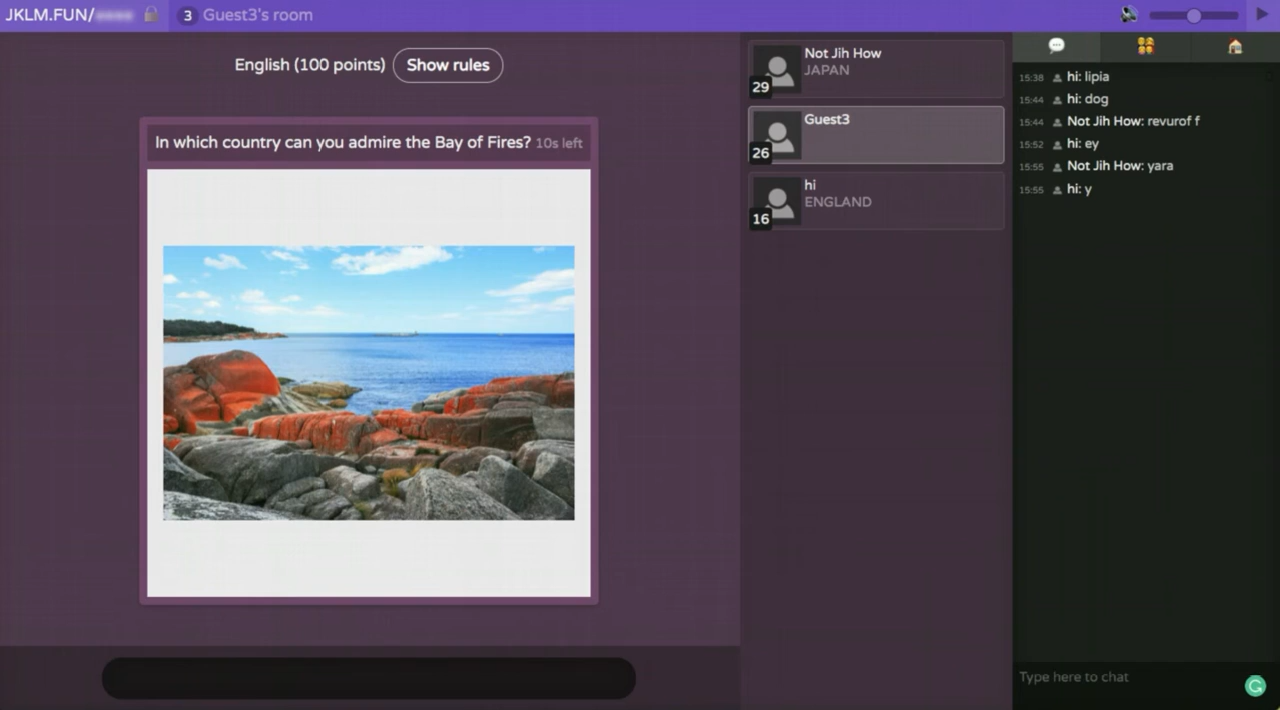 JKLM.FUN/
3 Guest3's room
English (100 points) Show rules
In which country can you admire the Bay of Fires? 10s left
29 Not Jih How
JAPAN
26 Guest3
16 hi
ENGLAND
15:38 hi: lipia
15:44 hi: dog
15:44 Not Jih How: revurof f
15:52 hi: ey
15:55 Not Jih How: yara
15:55 hi: y
Type here to chat